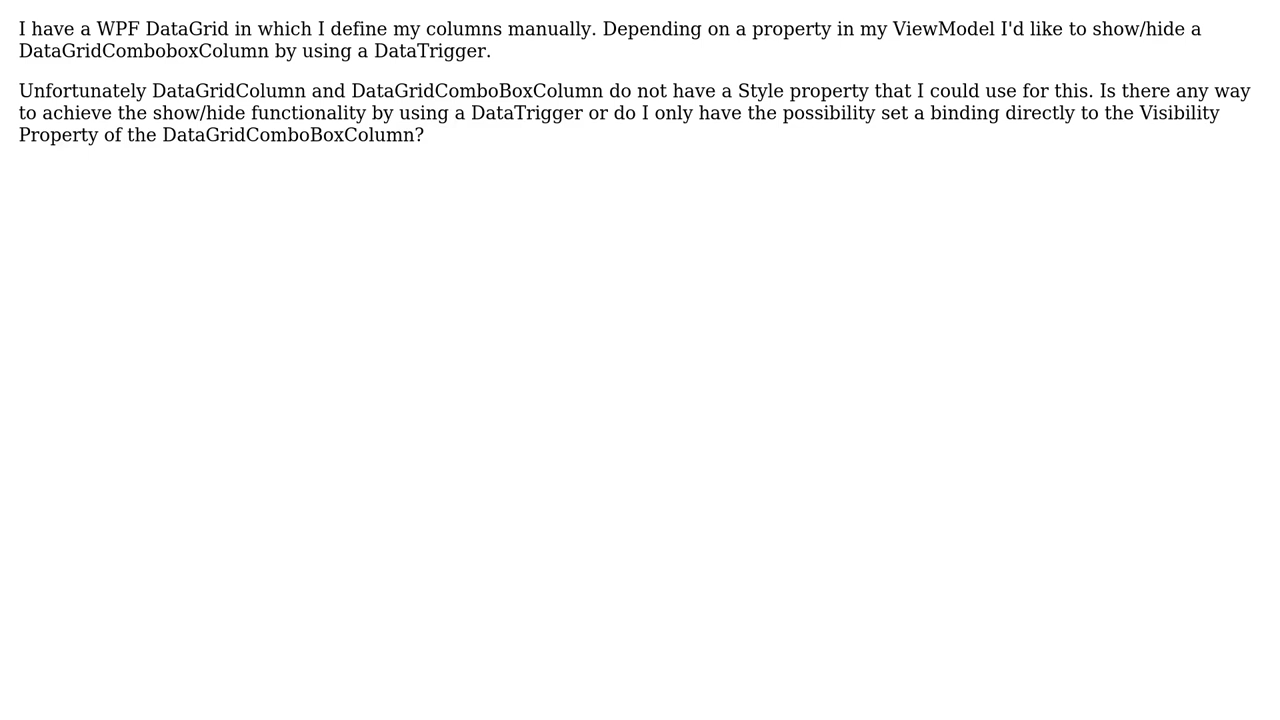 I have a WPF DataGrid in which I define my columns manually. Depending on a property in my ViewModel I'd like to show/hide a
DataGridComboboxColumn by using a DataTrigger.
Unfortunately DataGridColumn and DataGridComboBoxColumn do not have a Style property that I could use for this. Is there any way
to achieve the show/hide functionality by using a DataTrigger or do I only have the possibility set a binding directly to the Visibility
Property of the DataGridComboBoxColumn?